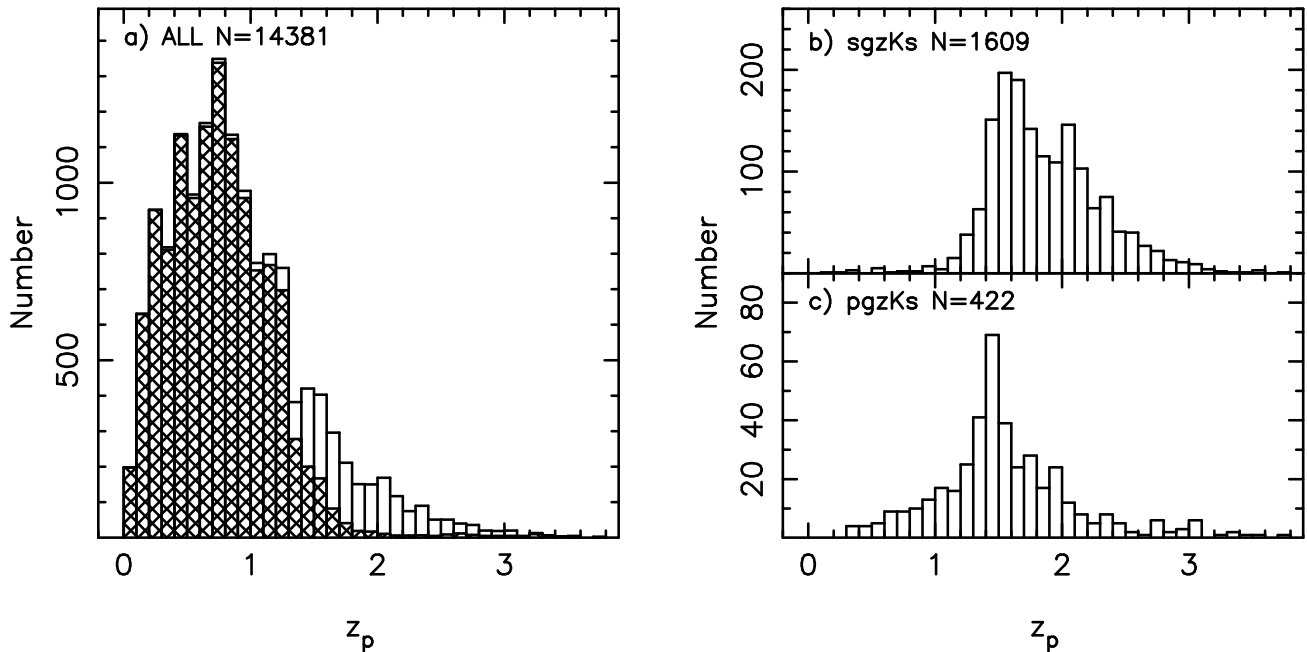 a) ALL N=14381
Number
1000
500
0 1 2 3
z_p
b) sgzKs N=1609
Number
200
100
c) pgzKs N=422
80
60
40
20
0 1 2 3
z_p